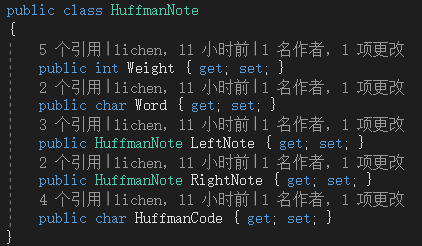 public class HuffmanNote
{
5 个引用|lichen，11 小时前|1 名作者，1 项更改
public int Weight { get; set; }
2 个引用|lichen，11 小时前|1 名作者，1 项更改
public char Word { get; set; }
3 个引用|lichen，11 小时前|1 名作者，1 项更改
public HuffmanNote LeftNote { get; set; }
2 个引用|lichen，11 小时前|1 名作者，1 项更改
public HuffmanNote RightNote { get; set; }
4 个引用|lichen，11 小时前|1 名作者，1 项更改
public char HuffmanCode { get; set; }
}